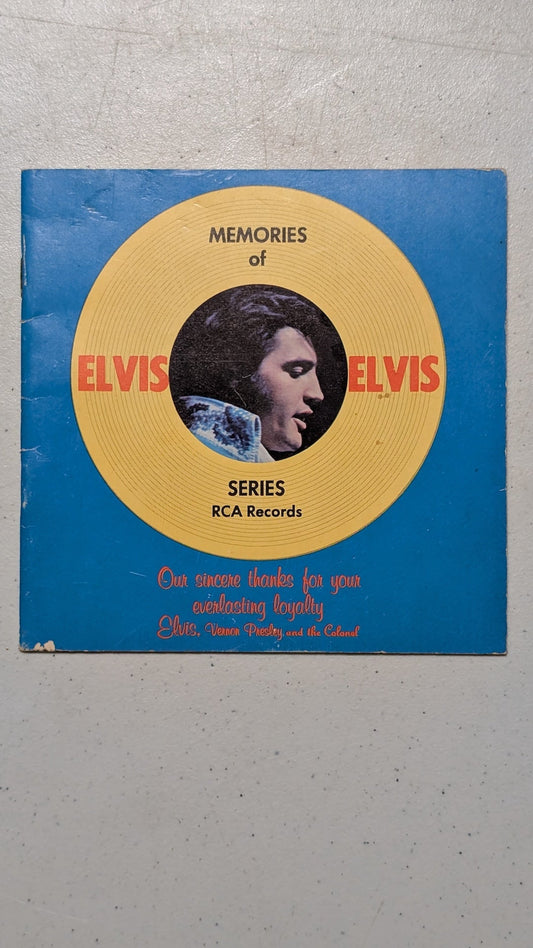 MEMORIES
of
ELVIS ELVIS
SERIES
RCA Records
Our sincere thanks for your
everlasting loyalty
Elvis, Vernon Presley and the Colonel